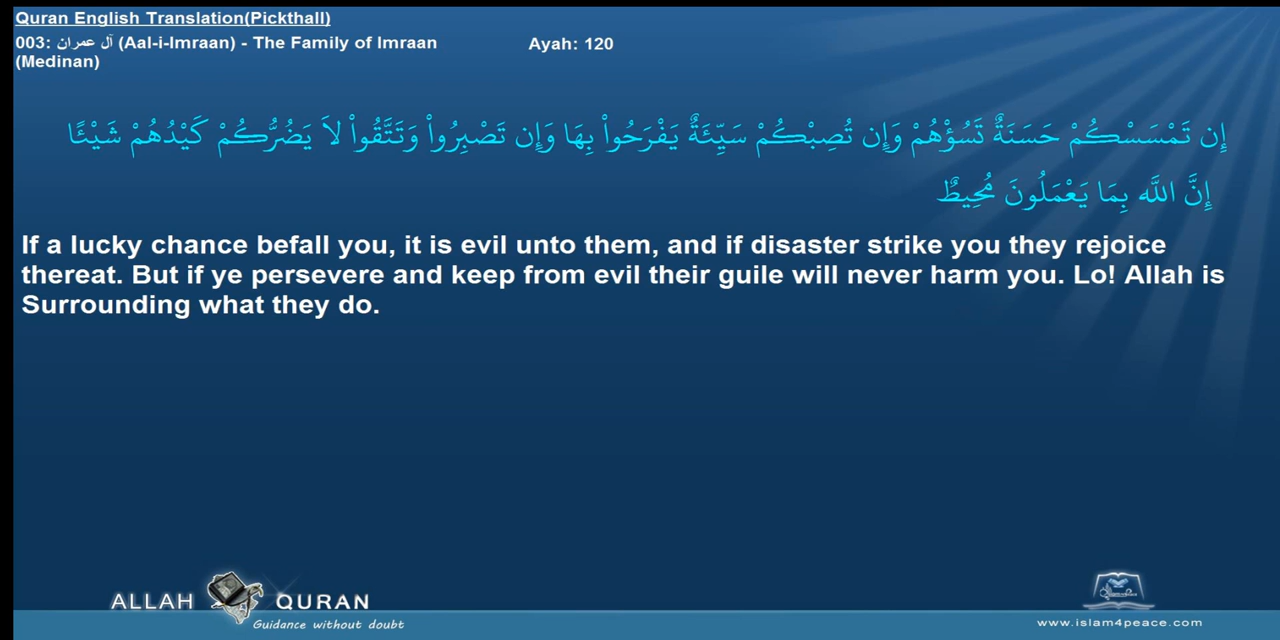 Quran English Translation(Pickthall)
003: آل عمران (Aal-i-Imraan) - The Family of Imraan
(Medinan)
Ayah: 120
إِن تَمْسَسْكُمْ حَسَنَةٌ تَسُؤْهُمْ وَإِن تُصِبْكُمْ سَيِّئَةٌ يَفْرَحُواْ بِهَا وَإِن تَصْبِرُواْ وَتَتَّقُواْ لاَ يَضُرُّكُمْ كَيْدُهُمْ شَيْئًا
إِنَّ اللَّه بِمَا يَعْمَلُونَ مُحِيطٌ
If a lucky chance befall you, it is evil unto them, and if disaster strike you they rejoice
thereat. But if ye persevere and keep from evil their guile will never harm you. Lo! Allah is
Surrounding what they do.
ALLAH QURAN
Guidance without doubt
www.islam4peace.com